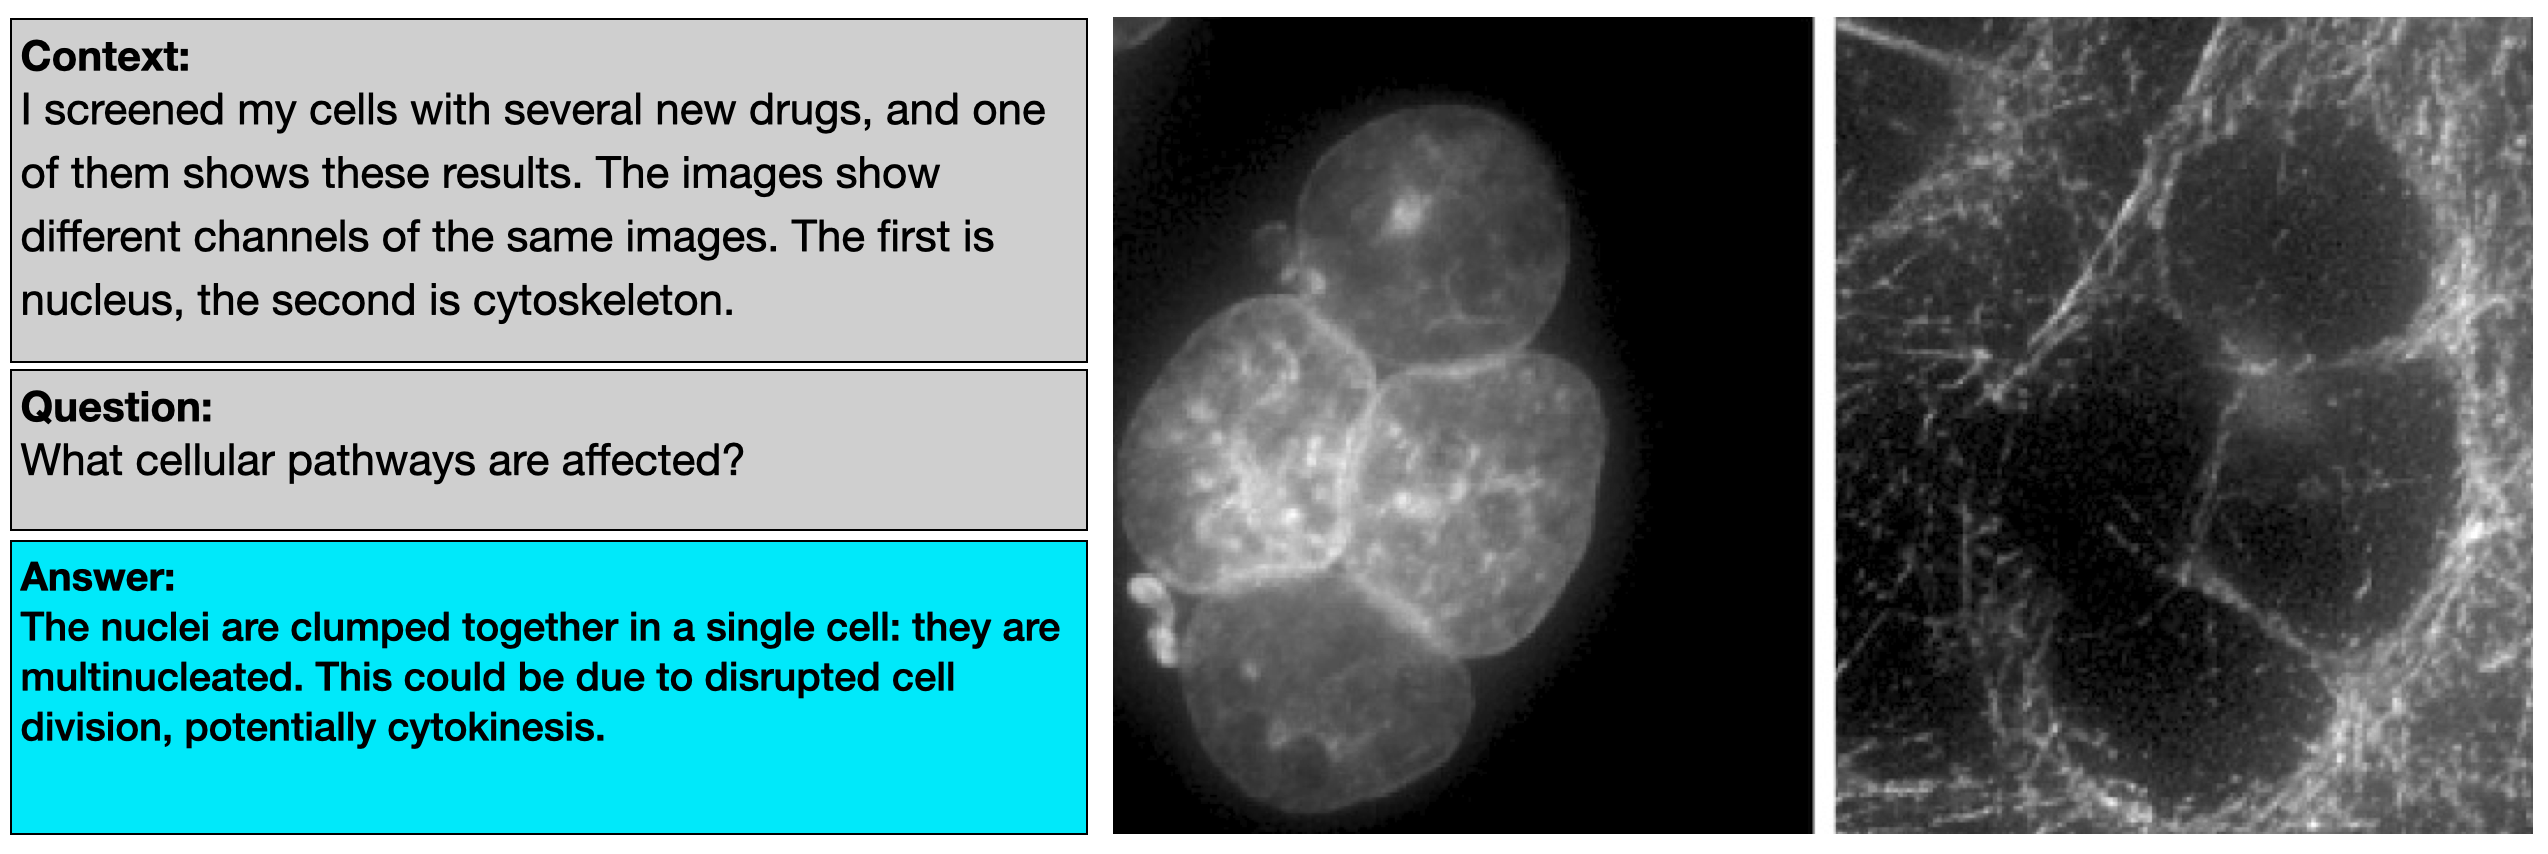 Context:
I screened my cells with several new drugs, and one
of them shows these results. The images show
different channels of the same images. The first is
nucleus, the second is cytoskeleton.
Question:
What cellular pathways are affected?
Answer:
The nuclei are clumped together in a single cell: they are
multinucleated. This could be due to disrupted cell
division, potentially cytokinesis.